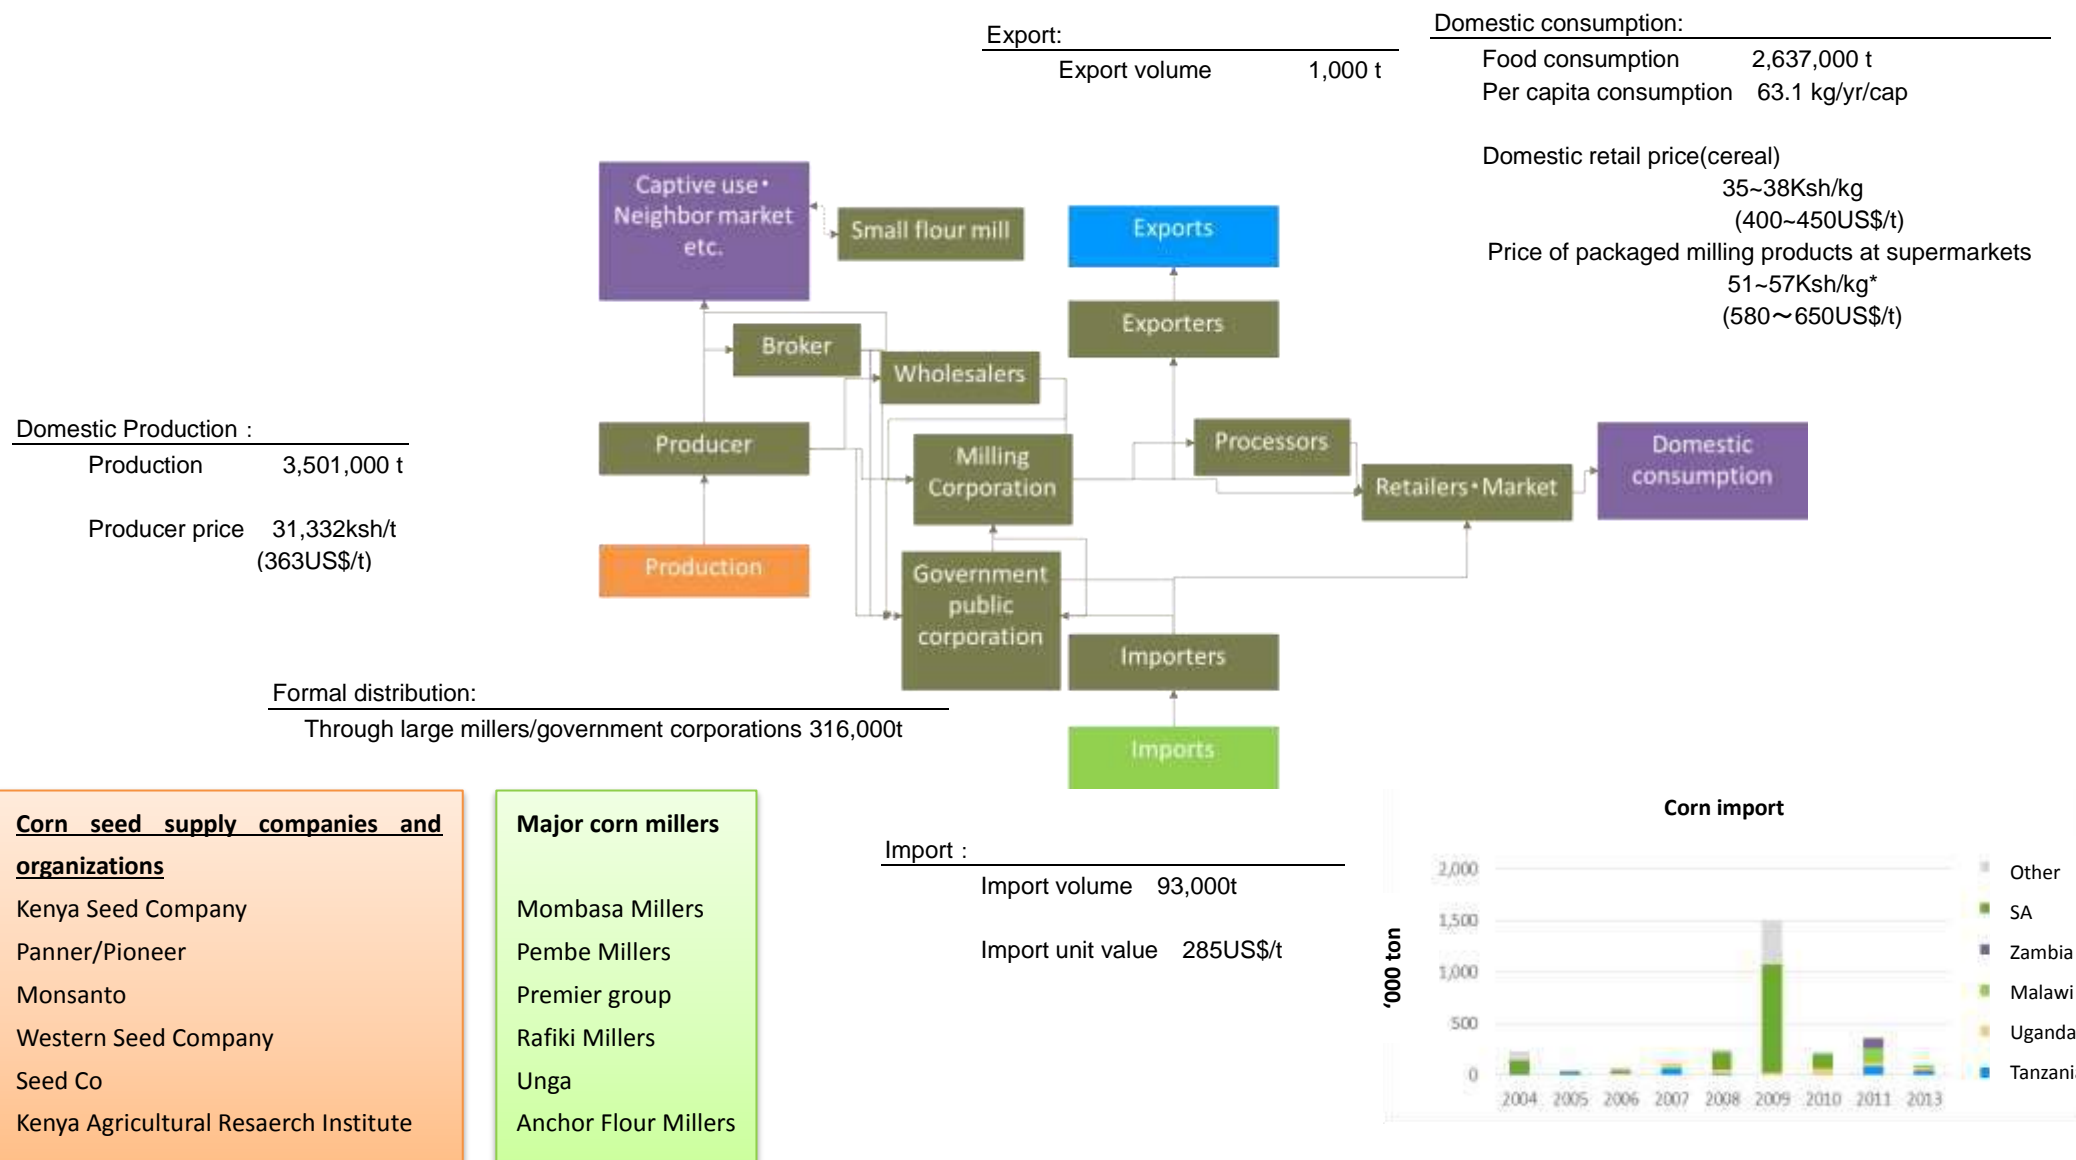 Export:
Export volume 1,000 t
Domestic consumption:
Food consumption 2,637,000 t
Per capita consumption 63.1 kg/yr/cap
Domestic retail price(cereal)
35~38Ksh/kg
(400~450US$/t)
Price of packaged milling products at supermarkets
51~57Ksh/kg*
(580～650US$/t)
Captive use・
Neighbor market
etc.
Small flour mill
Exports
Exporters
Broker
Wholesalers
Domestic Production：
Production 3,501,000 t
Producer price 31,332ksh/t
(363US$/t)
Producer
Milling
Corporation
Processors
Retailers・Market
Domestic
consumption
Production
Government
public
corporation
Importers
Imports
Formal distribution:
Through large millers/government corporations 316,000t
Corn seed supply companies and
organizations
Kenya Seed Company
Panner/Pioneer
Monsanto
Western Seed Company
Seed Co
Kenya Agricultural Resaerch Institute
Major corn millers
Mombasa Millers
Pembe Millers
Premier group
Rafiki Millers
Unga
Anchor Flour Millers
Import：
Import volume 93,000t
Import unit value 285US$/t
Corn import
'000 ton
2,000
1,500
1,000
500
0
2004 2005 2006 2007 2008 2009 2010 2011 2013
Other
SA
Zambia
Malawi
Uganda
Tanzani